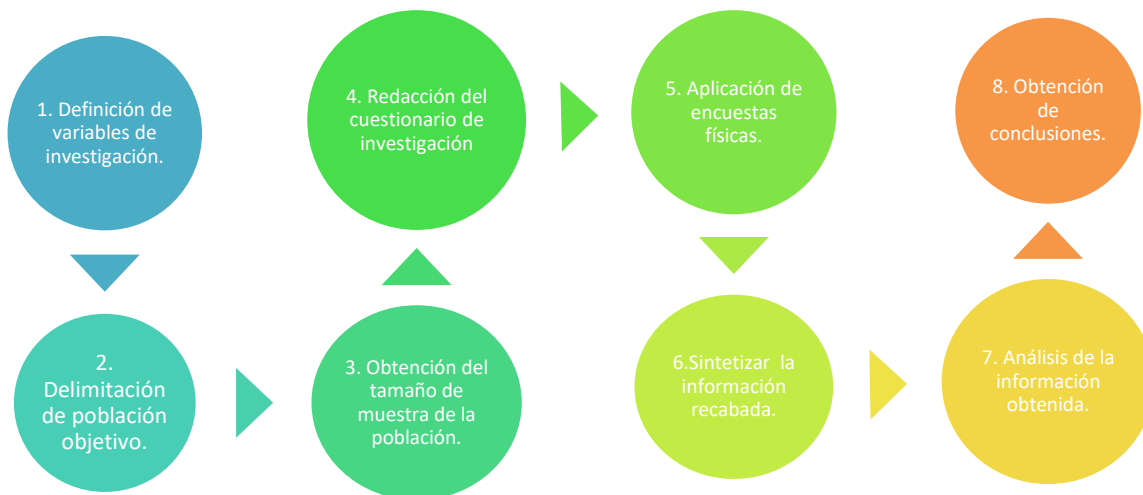 1. Definición de
variables de
investigación.
2.
Delimitación
de población
objetivo.
3. Obtención del
tamaño de
muestra de la
población.
4. Redacción del
cuestionario de
investigación
5. Aplicación de
encuestas
físicas.
6.Sintetizar  la
información
recabada.
7. Análisis de la
información
obtenida.
8. Obtención
de
conclusiones.